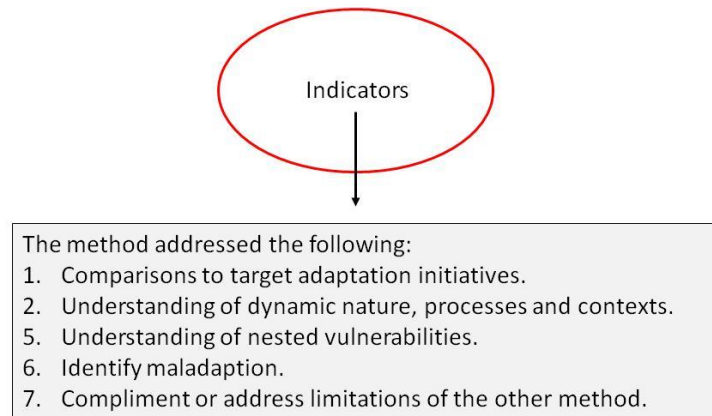 Indicators
The method addressed the following:
1. Comparisons to target adaptation initiatives.
2. Understanding of dynamic nature, processes and contexts.
5. Understanding of nested vulnerabilities.
6. Identify maladaption.
7. Compliment or address limitations of the other method.